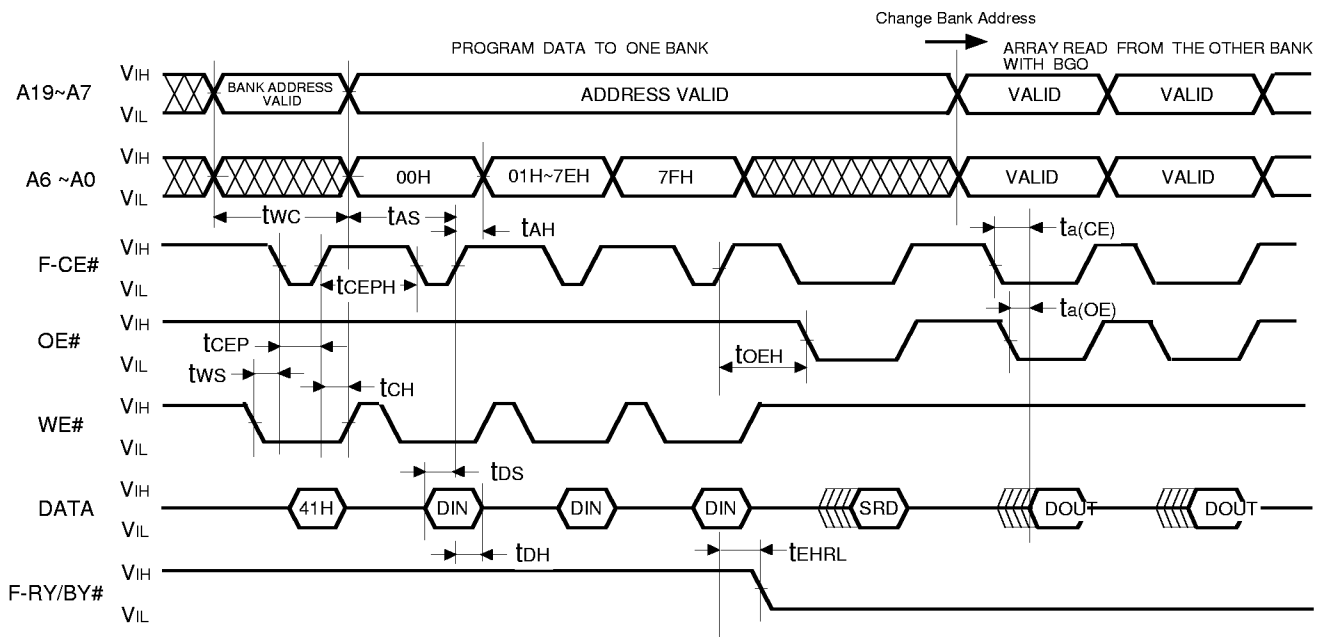 Change Bank Address
PROGRAM DATA TO ONE BANK
ARRAY READ FROM THE OTHER BANK
WITH BGO
A19~A7
VIH
VIL
BANK ADDRESS
VALID
ADDRESS VALID
VALID
VALID
A6 ~A0
VIH
VIL
00H
01H~7EH
7FH
VALID
VALID
tWC
tAS
tAH
ta(CE)
F-CE#
VIH
VIL
tCEPH
ta(OE)
OE#
VIH
VIL
tCEP
tOEH
tWS
tCH
WE#
VIH
VIL
tDS
DATA
VIH
VIL
41H
DIN
DIN
DIN
SRD
DOUT
DOUT
tDH
tEHRL
F-RY/BY#
VIH
VIL